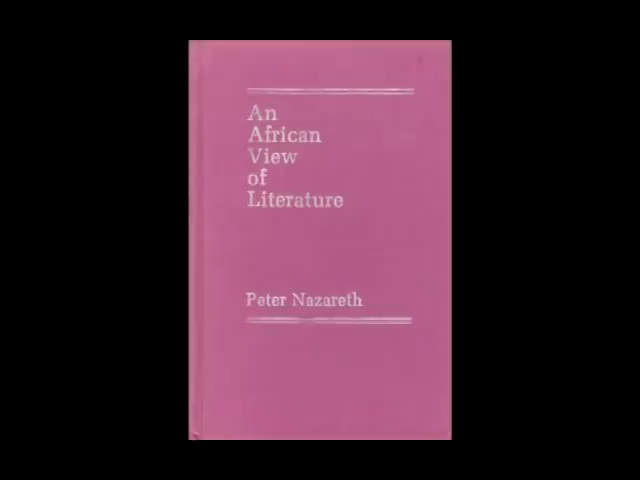 An
African
View
of
Literature
Peter Nazareth